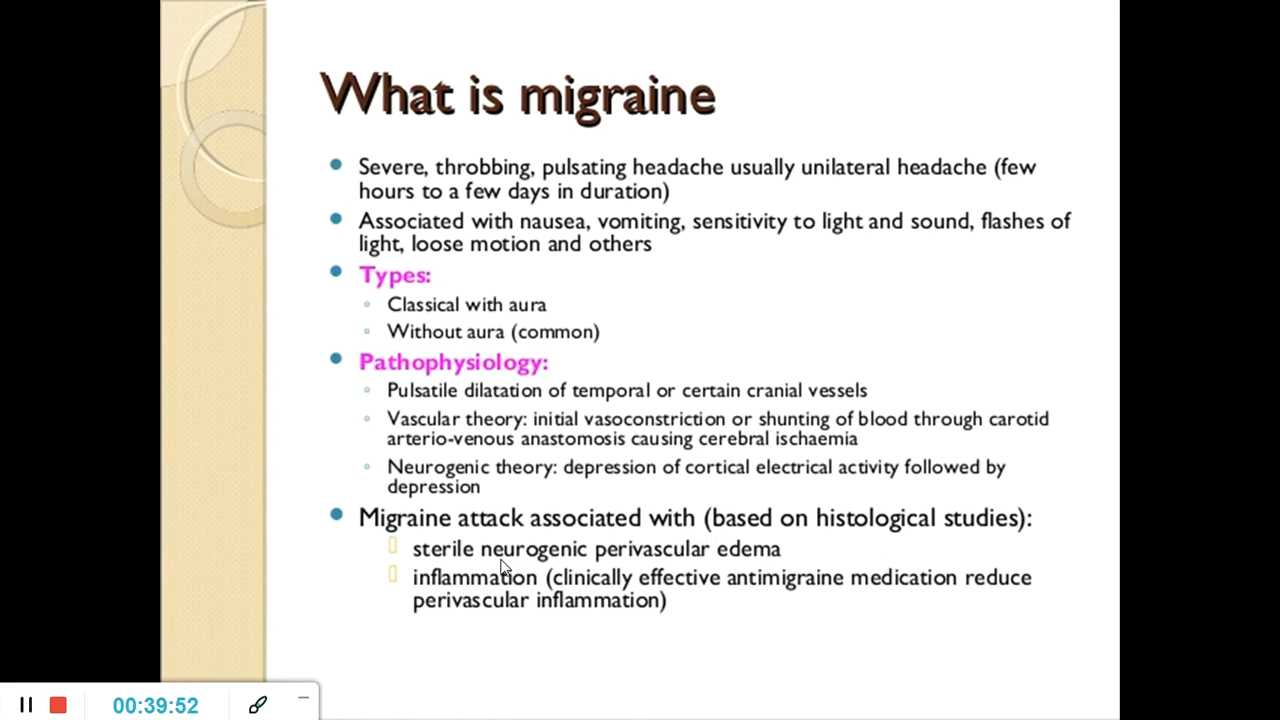 What is migraine
Severe, throbbing, pulsating headache usually unilateral headache (few
hours to a few days in duration)
Associated with nausea, vomiting, sensitivity to light and sound, flashes of
light, loose motion and others
Types:
Classical with aura
Without aura (common)
Pathophysiology:
Pulsatile dilatation of temporal or certain cranial vessels
Vascular theory: initial vasoconstriction or shunting of blood through carotid
arterio-venous anastomosis causing cerebral ischaemia
Neurogenic theory: depression of cortical electrical activity followed by
depression
Migraine attack associated with (based on histological studies):
sterile neurogenic perivascular edema
inflammation (clinically effective antimigraine medication reduce
perivascular inflammation)
00:39:52